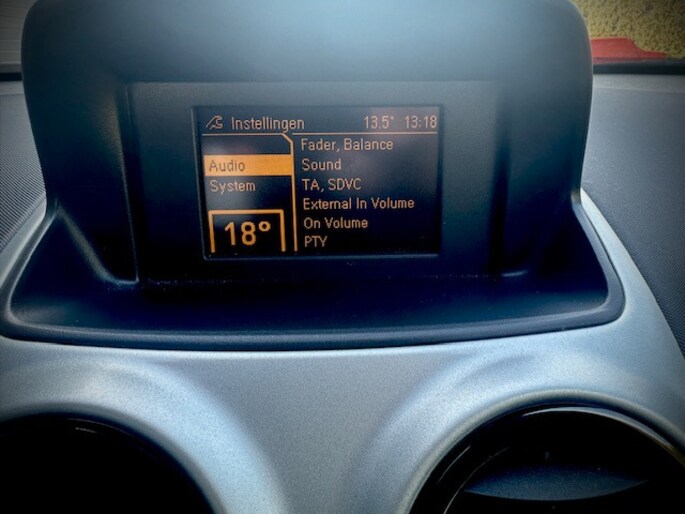 Instellingen 13.5° 13:18
Fader, Balance
Audio Sound
System TA, SDVC
External In Volume
On Volume
18° PTY